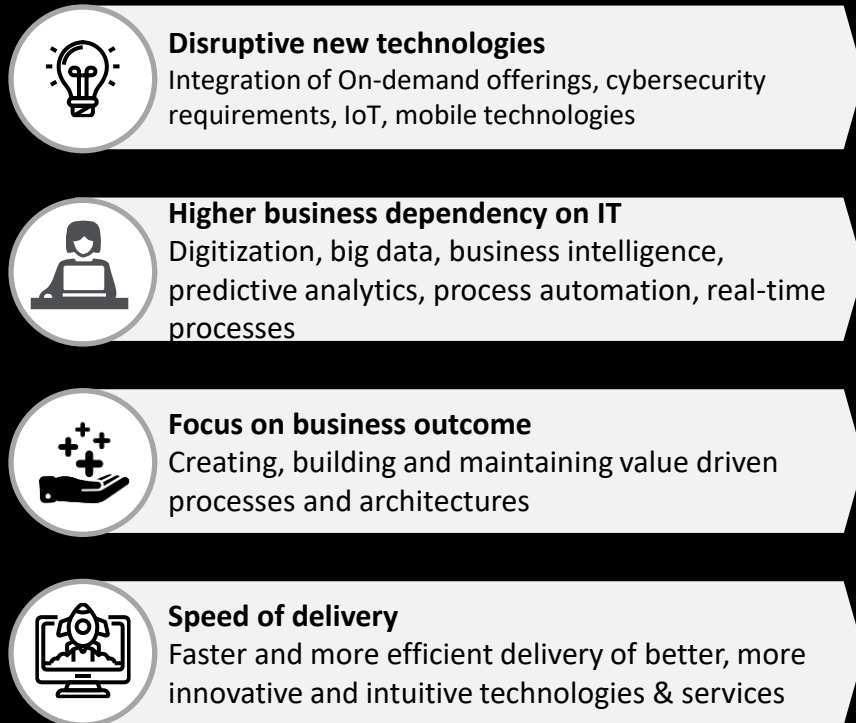 Disruptive new technologies
Integration of On-demand offerings, cybersecurity
requirements, IoT, mobile technologies
Higher business dependency on IT
Digitization, big data, business intelligence,
predictive analytics, process automation, real-time
processes
Focus on business outcome
Creating, building and maintaining value driven
processes and architectures
Speed of delivery
Faster and more efficient delivery of better, more
innovative and intuitive technologies & services